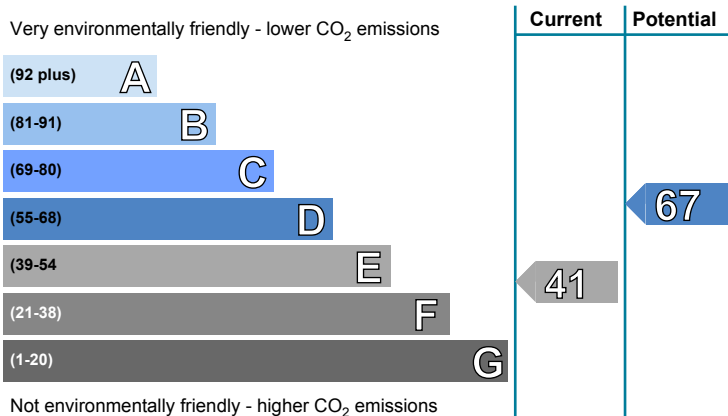 Very environmentally friendly - lower CO2 emissions
Current
Potential
(92 plus) A
(81-91) B
(69-80) C
(55-68) D
67
(39-54 E
41
(21-38) F
(1-20) G
Not environmentally friendly - higher CO2 emissions